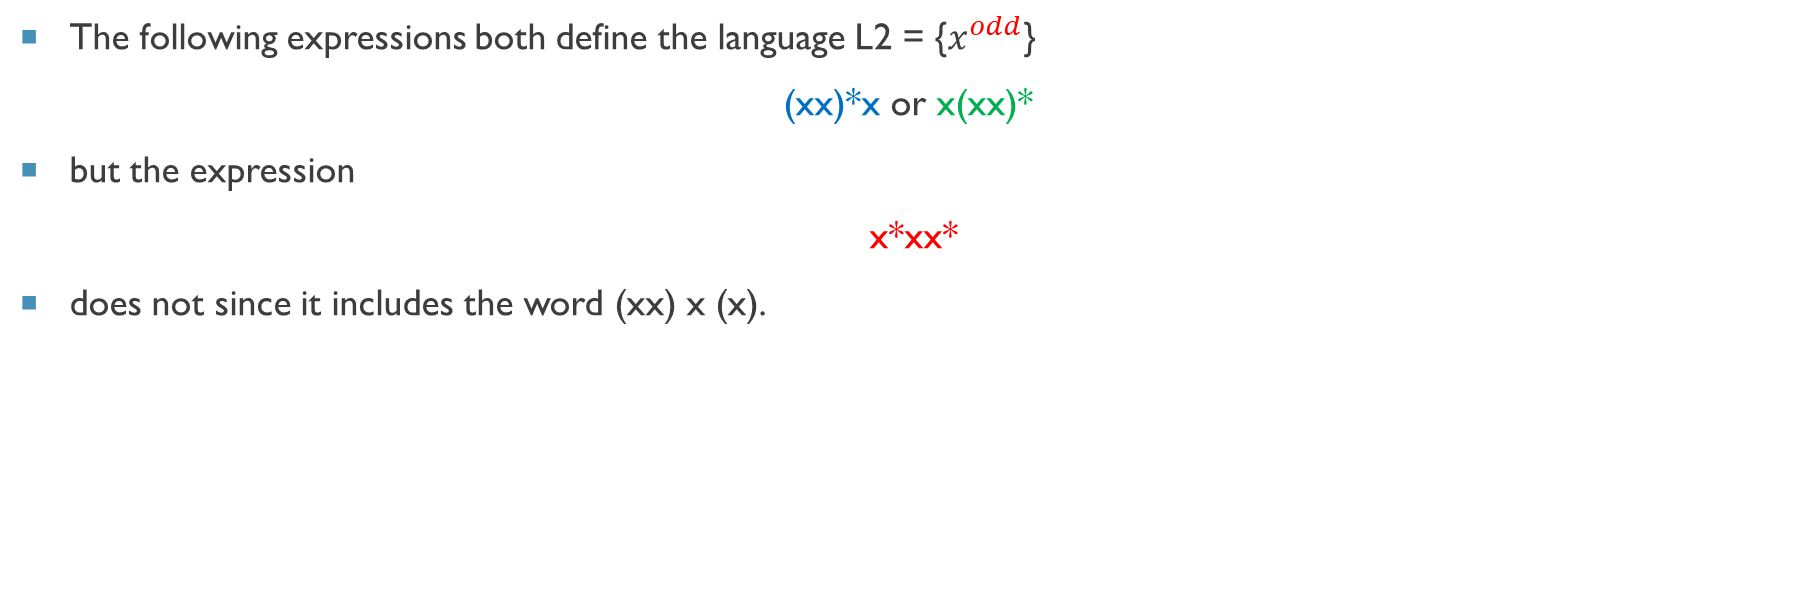 ▪ The following expressions both define the language L2 = {x^odd}
(xx)*x or x(xx)*
▪ but the expression
x*xx*
▪ does not since it includes the word (xx) x (x).